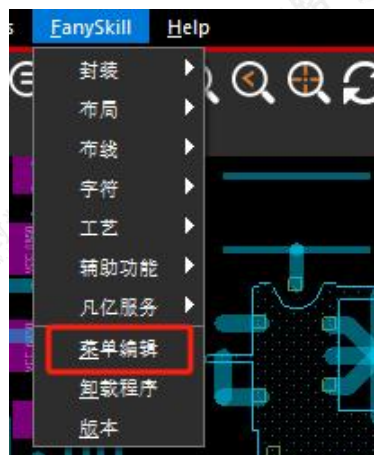 FanySkill Help
封装
布局
布线
字符
工艺
辅助功能
凡亿服务
菜单编辑
卸载程序
版本